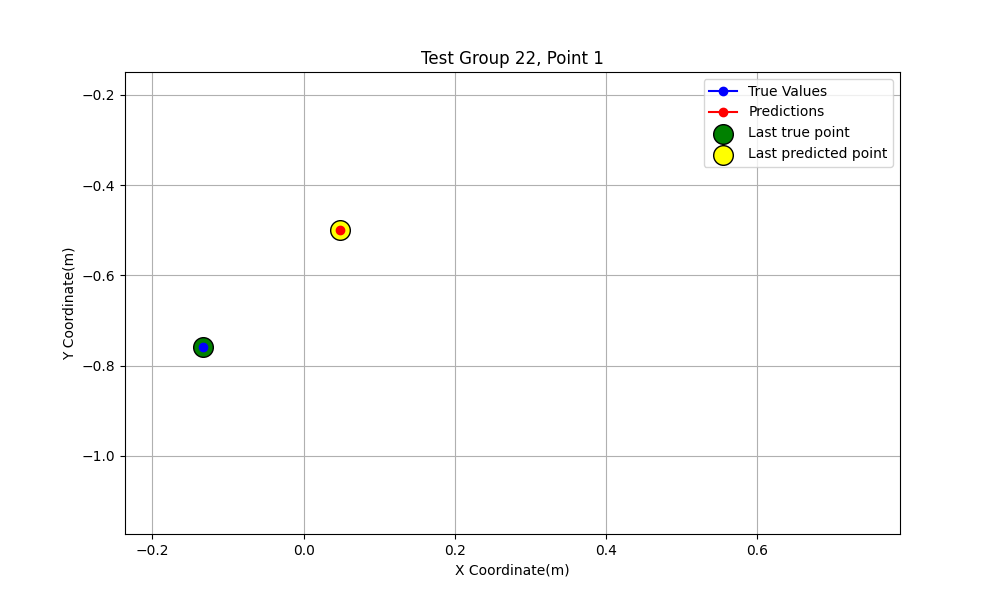 Test Group 22, Point 1
True Values
Predictions
Last true point
Last predicted point
−0.2
−0.4
−0.6
−0.8
−1.0
Y Coordinate(m)
−0.2
0.0
0.2
0.4
0.6
X Coordinate(m)